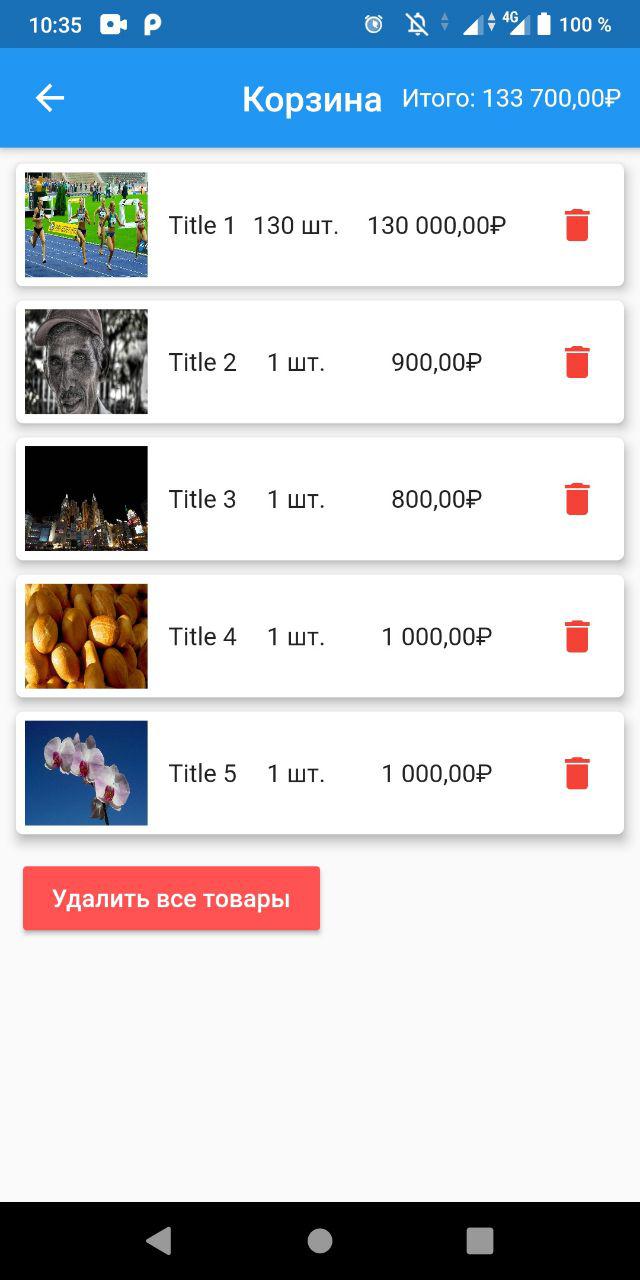 10:35 4G 100 %
Корзина Итого: 133 700,00₽
Title 1 130 шт. 130 000,00₽
Title 2 1 шт. 900,00₽
Title 3 1 шт. 800,00₽
Title 4 1 шт. 1 000,00₽
Title 5 1 шт. 1 000,00₽
Удалить все товары